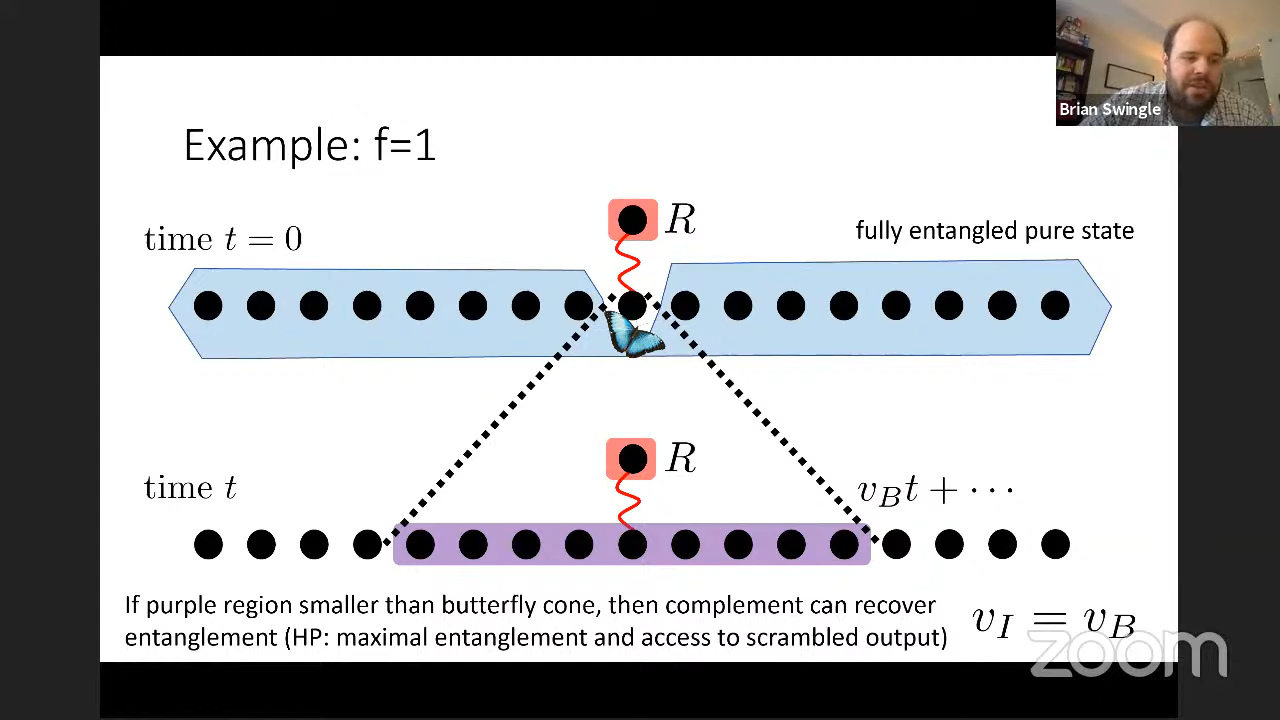 Brian Swingle
Example: f=1
R
time t = 0
fully entangled pure state
R
time t
v_B t + ⋯
If purple region smaller than butterfly cone, then complement can recover
entanglement (HP: maximal entanglement and access to scrambled output)
v_I = v_B
zoom